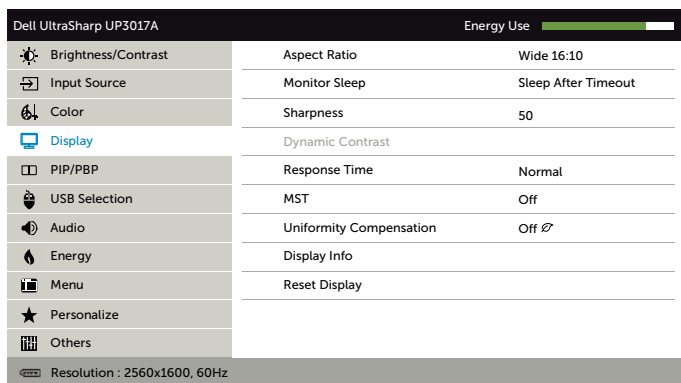 Dell UltraSharp UP3017A Energy Use
Brightness/Contrast Aspect Ratio Wide 16:10
Input Source Monitor Sleep Sleep After Timeout
Color Sharpness 50
Display Dynamic Contrast
PIP/PBP Response Time Normal
USB Selection MST Off
Audio Uniformity Compensation Off
Energy Display Info
Menu Reset Display
Personalize
Others
Resolution : 2560x1600, 60Hz